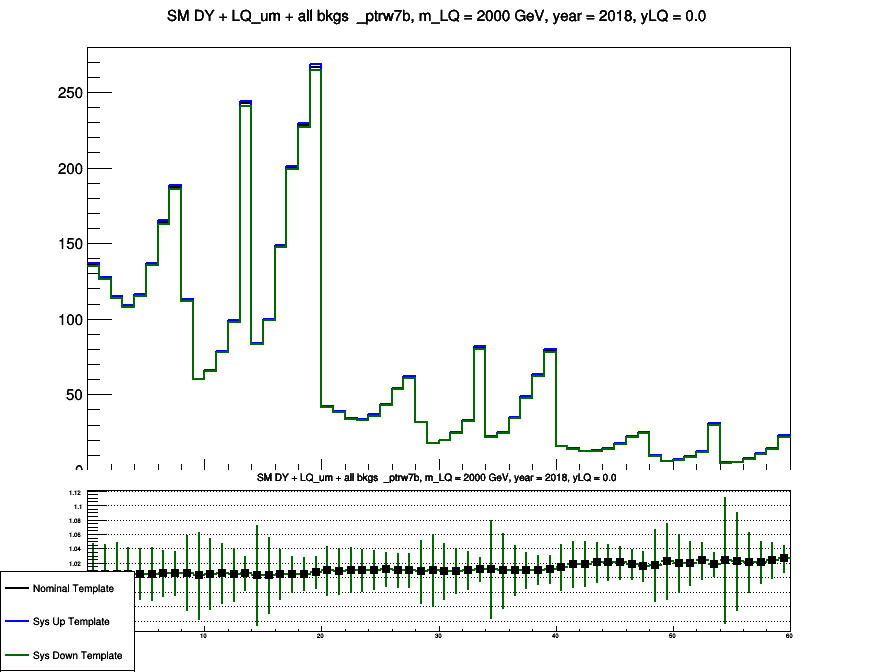 SM DY + LQ_um + all bkgs _ptrw7b, m_LQ = 2000 GeV, year = 2018, yLQ = 0.0
250
200
150
100
50
0
SM DY + LQ_um + all bkgs _ptrw7b, m_LQ = 2000 GeV, year = 2018, yLQ = 0.0
1.12
1.1
1.08
1.06
1.04
1.02
10 20 30 40 50 60
Nominal Template
Sys Up Template
Sys Down Template